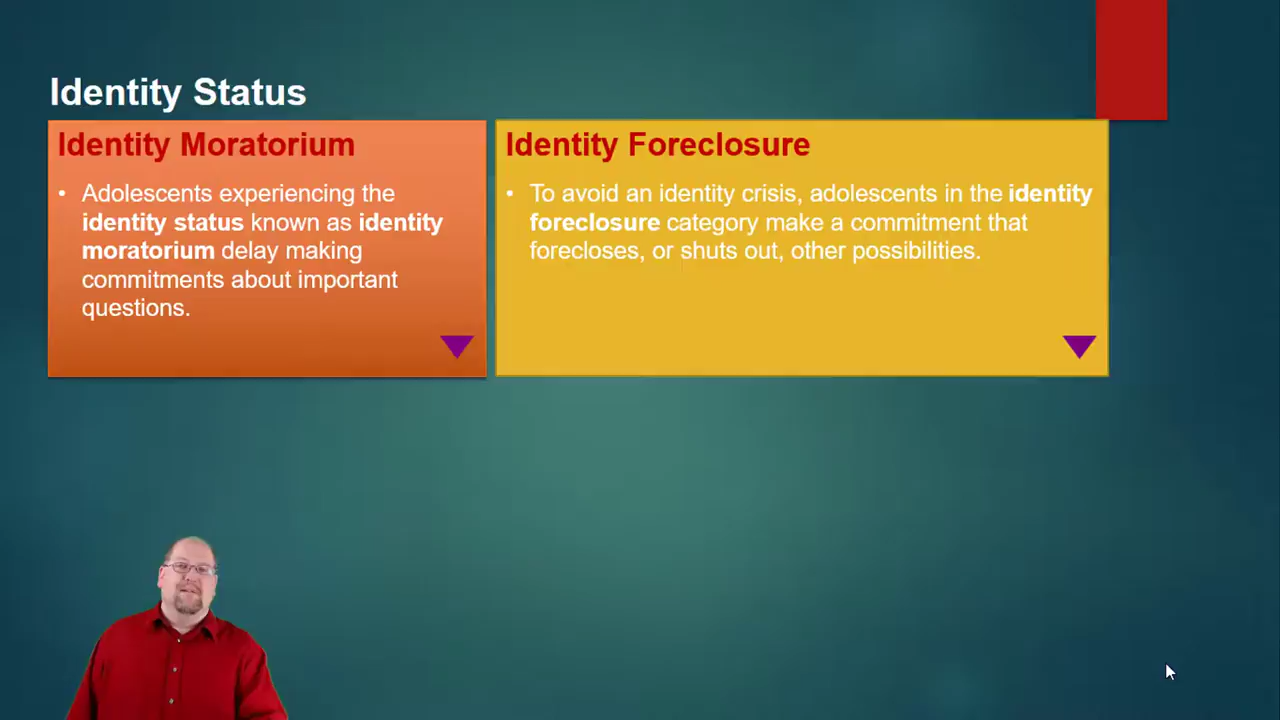 Identity Status
Identity Moratorium
• Adolescents experiencing the
identity status known as identity
moratorium delay making
commitments about important
questions.
Identity Foreclosure
• To avoid an identity crisis, adolescents in the identity
foreclosure category make a commitment that
forecloses, or shuts out, other possibilities.